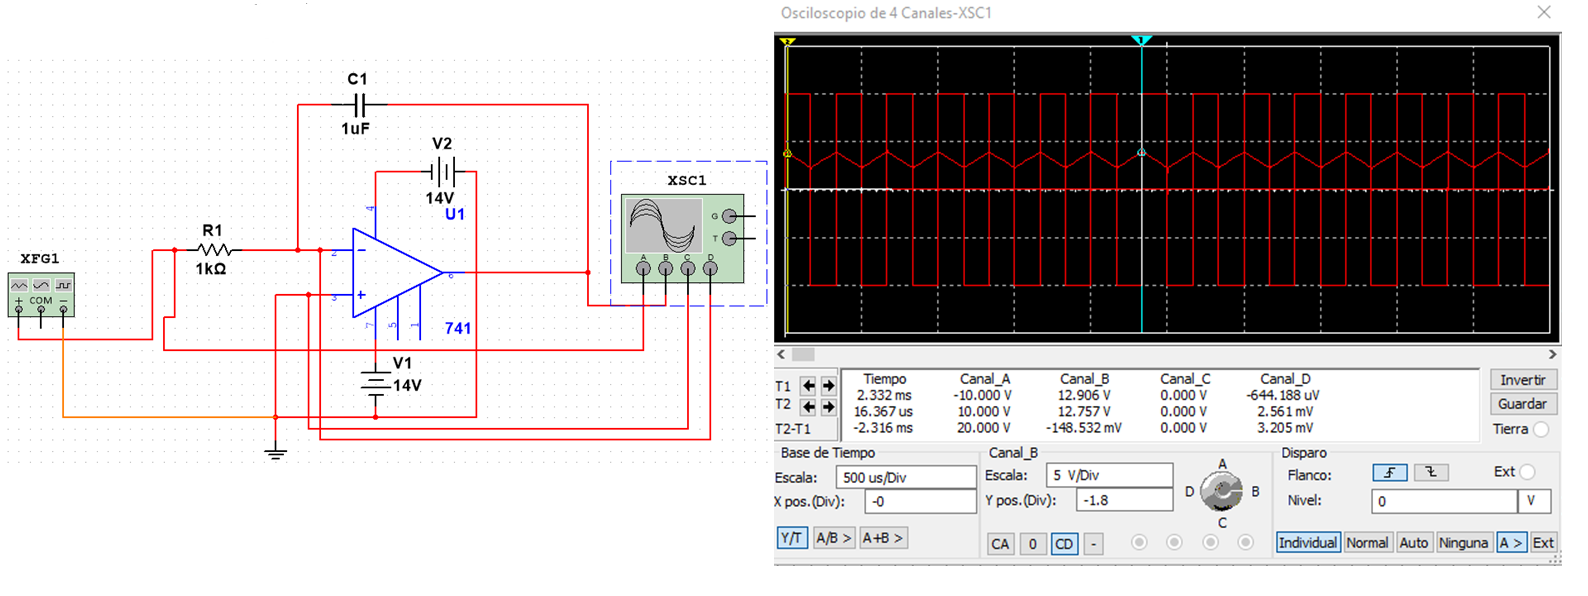 C1
1uF
V2
14V
U1
4
XSC1
G
T
A B C D
R1
1kΩ
2
6
3
XFG1
+ COM −
741
7
5
1
V1
14V
Osciloscopio de 4 Canales-XSC1
Tiempo Canal_A Canal_B Canal_C Canal_D
T1 2.332 ms -10.000 V 12.906 V 0.000 V -644.188 uV
T2 16.367 us 10.000 V 12.757 V 0.000 V 2.561 mV
T2-T1 -2.316 ms 20.000 V -148.532 mV 0.000 V 3.205 mV
Invertir
Guardar
Tierra
Base de Tiempo
Escala: 500 us/Div
X pos.(Div): -0
Y/T A/B > A+B >
Canal_B
Escala: 5 V/Div
Y pos.(Div): -1.8
CA 0 CD -
A
D B
C
Disparo
Flanco: Ext
Nivel: 0 V
Individual Normal Auto Ninguna A > Ext